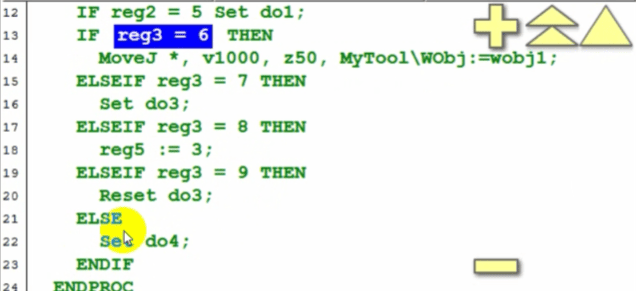 12 IF reg2 = 5 Set do1;
13 IF reg3 = 6 THEN
14 MoveJ *, v1000, z50, MyTool\WObj:=wobj1;
15 ELSEIF reg3 = 7 THEN
16 Set do3;
17 ELSEIF reg3 = 8 THEN
18 reg5 := 3;
19 ELSEIF reg3 = 9 THEN
20 Reset do3;
21 ELSE
22 Set do4;
23 ENDIF
24 ENDPROC